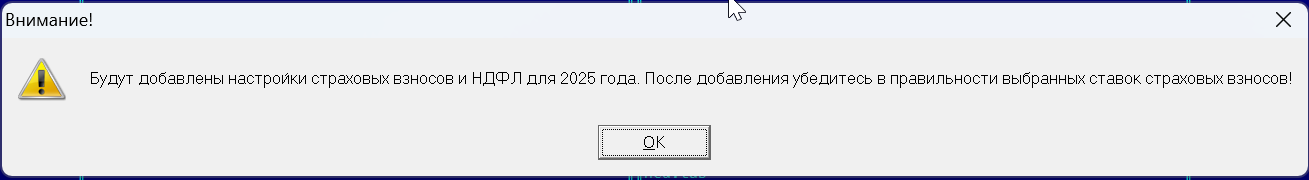 Внимание!
Будут добавлены настройки страховых взносов и НДФЛ для 2025 года. После добавления убедитесь в правильности выбранных ставок страховых взносов!
OK